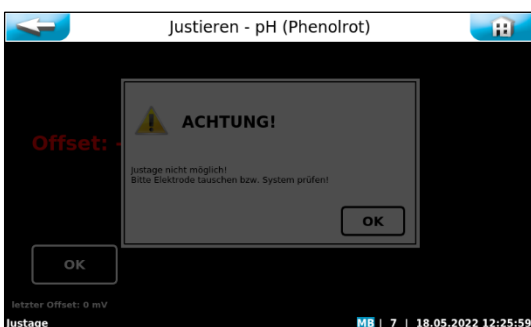 Justieren - pH (Phenolrot)
ACHTUNG!
Offset: -
Justage nicht möglich!
Bitte Elektrode tauschen bzw. System prüfen!
OK
OK
letzter Offset: 0 mV
Justage
MB | 7 | 18.05.2022 12:25:59